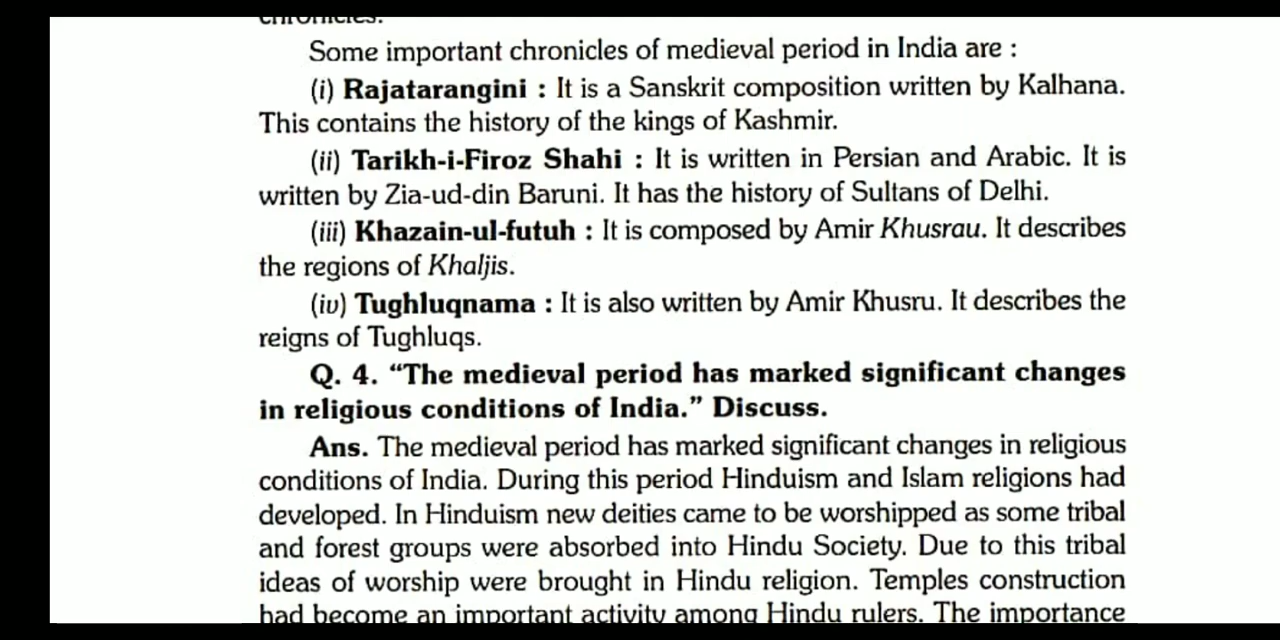 chronicles.
Some important chronicles of medieval period in India are :
(i) Rajatarangini : It is a Sanskrit composition written by Kalhana.
This contains the history of the kings of Kashmir.
(ii) Tarikh-i-Firoz Shahi : It is written in Persian and Arabic. It is
written by Zia-ud-din Baruni. It has the history of Sultans of Delhi.
(iii) Khazain-ul-futuh : It is composed by Amir Khusrau. It describes
the regions of Khaljis.
(iv) Tughluqnama : It is also written by Amir Khusru. It describes the
reigns of Tughluqs.
Q. 4. “The medieval period has marked significant changes
in religious conditions of India.” Discuss.
Ans. The medieval period has marked significant changes in religious
conditions of India. During this period Hinduism and Islam religions had
developed. In Hinduism new deities came to be worshipped as some tribal
and forest groups were absorbed into Hindu Society. Due to this tribal
ideas of worship were brought in Hindu religion. Temples construction
had become an important activity among Hindu rulers. The importance